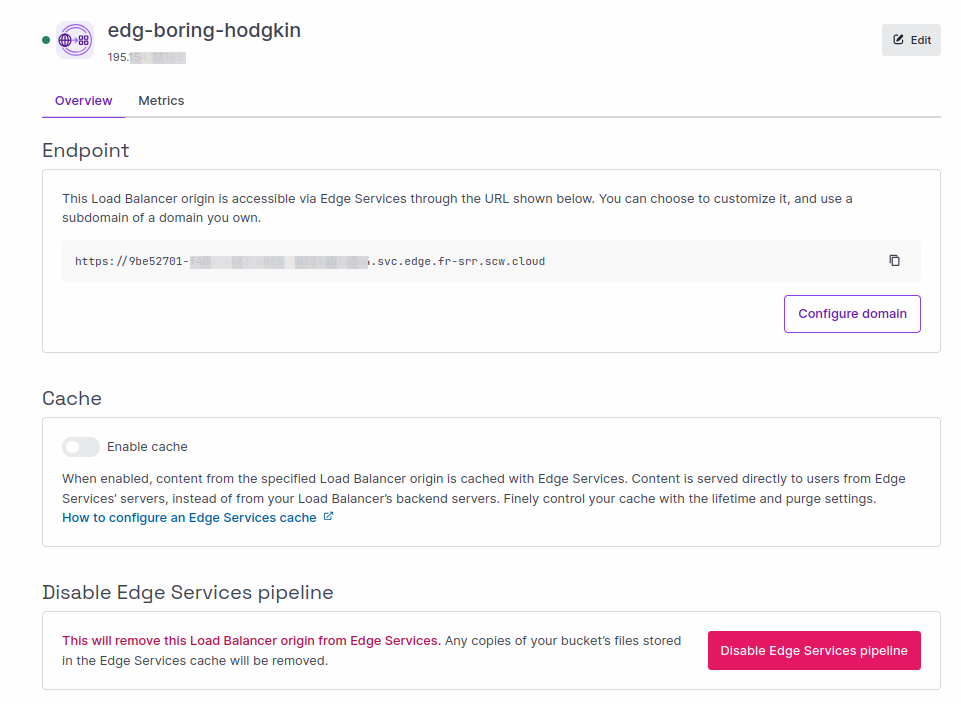 edg-boring-hodgkin
195.
Edit
Overview
Metrics
Endpoint
This Load Balancer origin is accessible via Edge Services through the URL shown below. You can choose to customize it, and use a
subdomain of a domain you own.
https://9be52701- .svc.edge.fr-srr.scw.cloud
Configure domain
Cache
Enable cache
When enabled, content from the specified Load Balancer origin is cached with Edge Services. Content is served directly to users from Edge
Services’ servers, instead of from your Load Balancer’s backend servers. Finely control your cache with the lifetime and purge settings.
How to configure an Edge Services cache
Disable Edge Services pipeline
This will remove this Load Balancer origin from Edge Services. Any copies of your bucket’s files stored
in the Edge Services cache will be removed.
Disable Edge Services pipeline